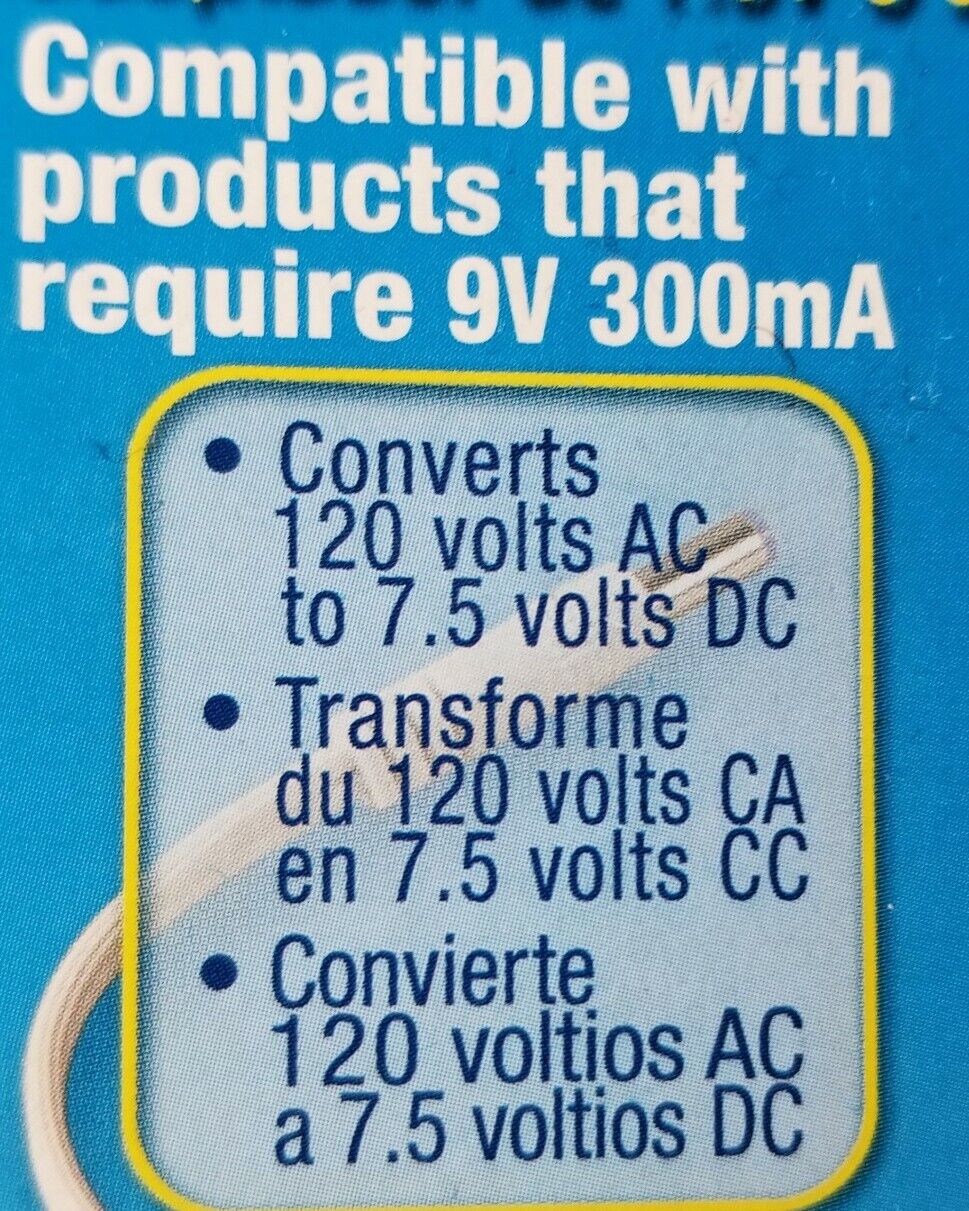 Compatible with
products that
require 9V 300mA
• Converts
120 volts AC
to 7.5 volts DC
• Transforme
du 120 volts CA
en 7.5 volts CC
• Convierte
120 voltios AC
a 7.5 voltios DC